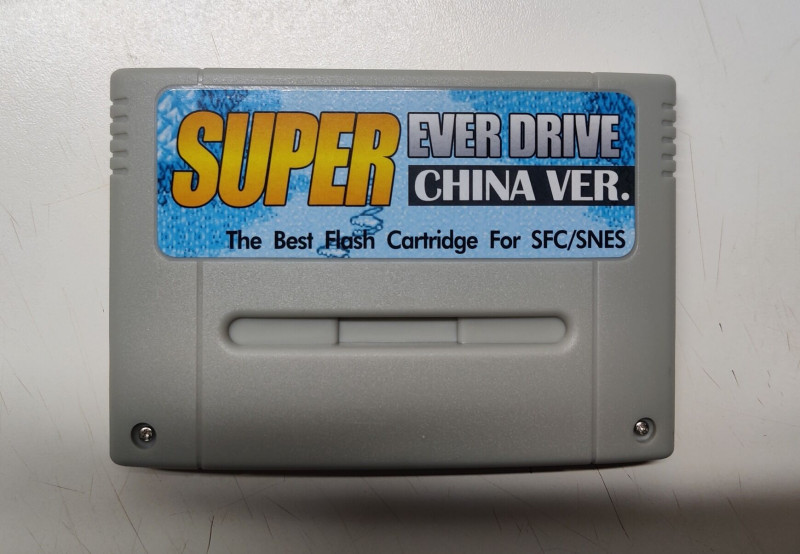 SUPER EVER DRIVE
CHINA VER.
The Best Flash Cartridge For SFC/SNES